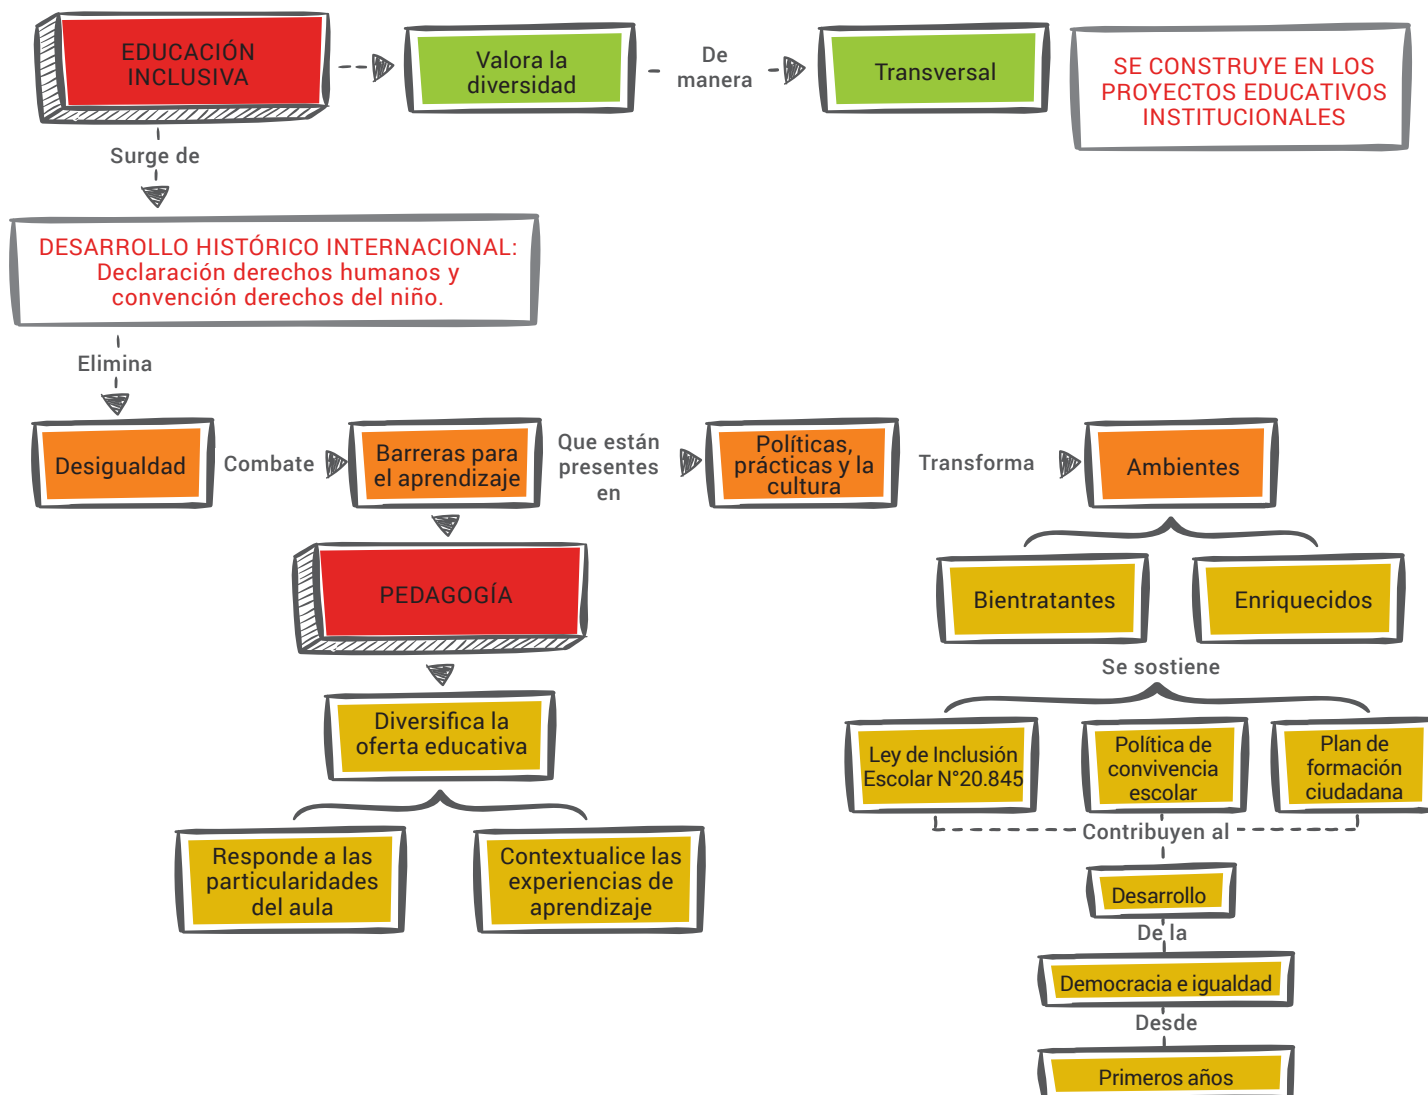 EDUCACIÓN
INCLUSIVA
Valora la
diversidad
De
manera
Transversal
SE CONSTRUYE EN LOS
PROYECTOS EDUCATIVOS
INSTITUCIONALES
Surge de
DESARROLLO HISTÓRICO INTERNACIONAL:
Declaración derechos humanos y
convención derechos del niño.
Elimina
Desigualdad
Combate
Barreras para
el aprendizaje
Que están
presentes
en
Políticas,
prácticas y la
cultura
Transforma
Ambientes
PEDAGOGÍA
Bientratantes
Enriquecidos
Diversifica la
oferta educativa
Responde a las
particularidades
del aula
Contextualice las
experiencias de
aprendizaje
Se sostiene
Ley de Inclusión
Escolar N°20.845
Política de
convivencia
escolar
Plan de
formación
ciudadana
Contribuyen al
Desarrollo
De la
Democracia e igualdad
Desde
Primeros años